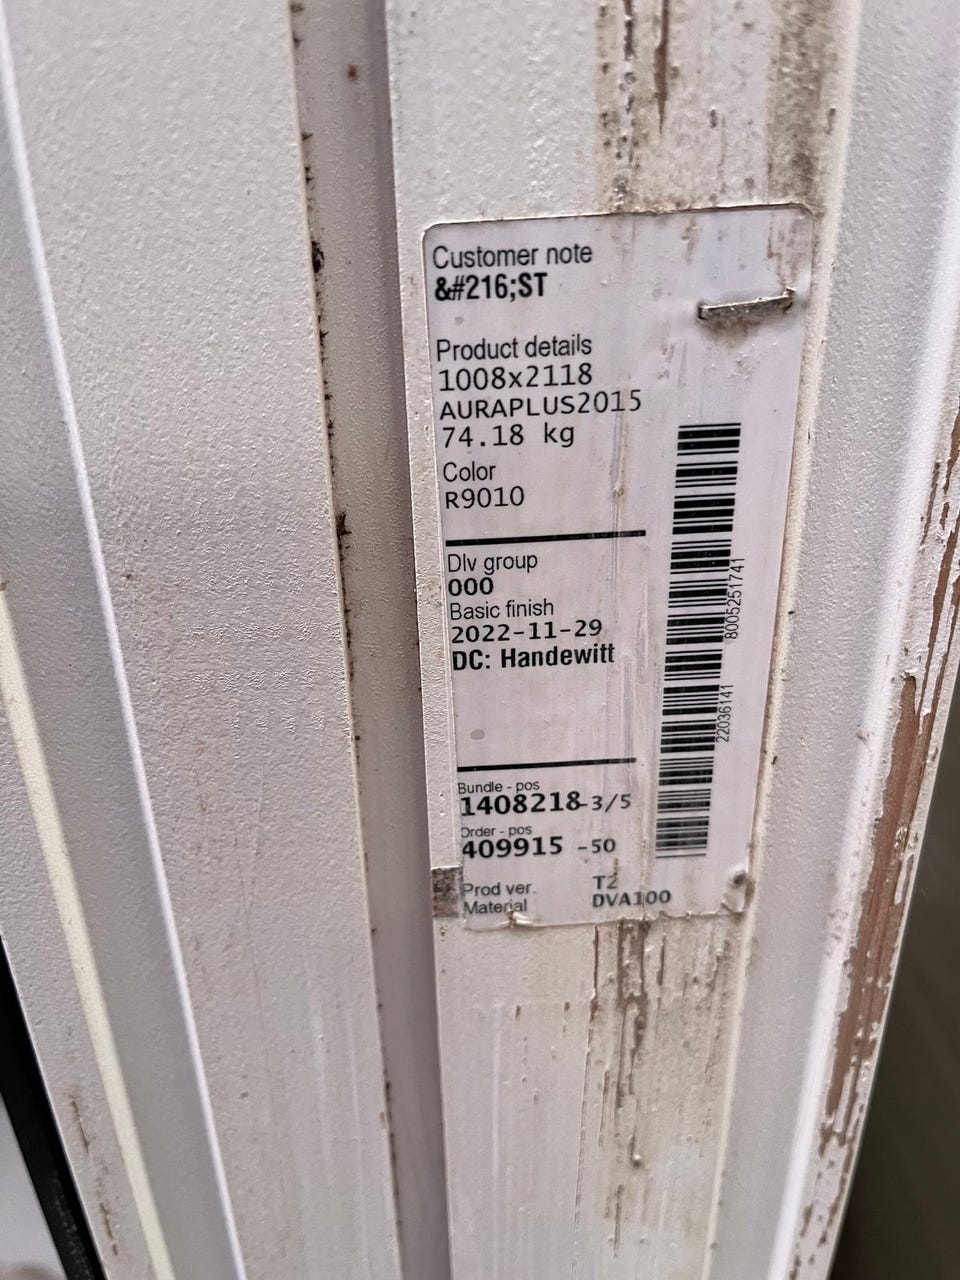 Customer note
&#216;ST
Product details
1008x2118
AURAPLUS2015
74.18 kg
Color
R9010
Dlv group
000
Basic finish
2022-11-29
DC: Handewitt
Bundle - pos
1408218-3/5
Order - pos
409915 -50
Prod ver. T2
Material DVA100
8005251741
22036141